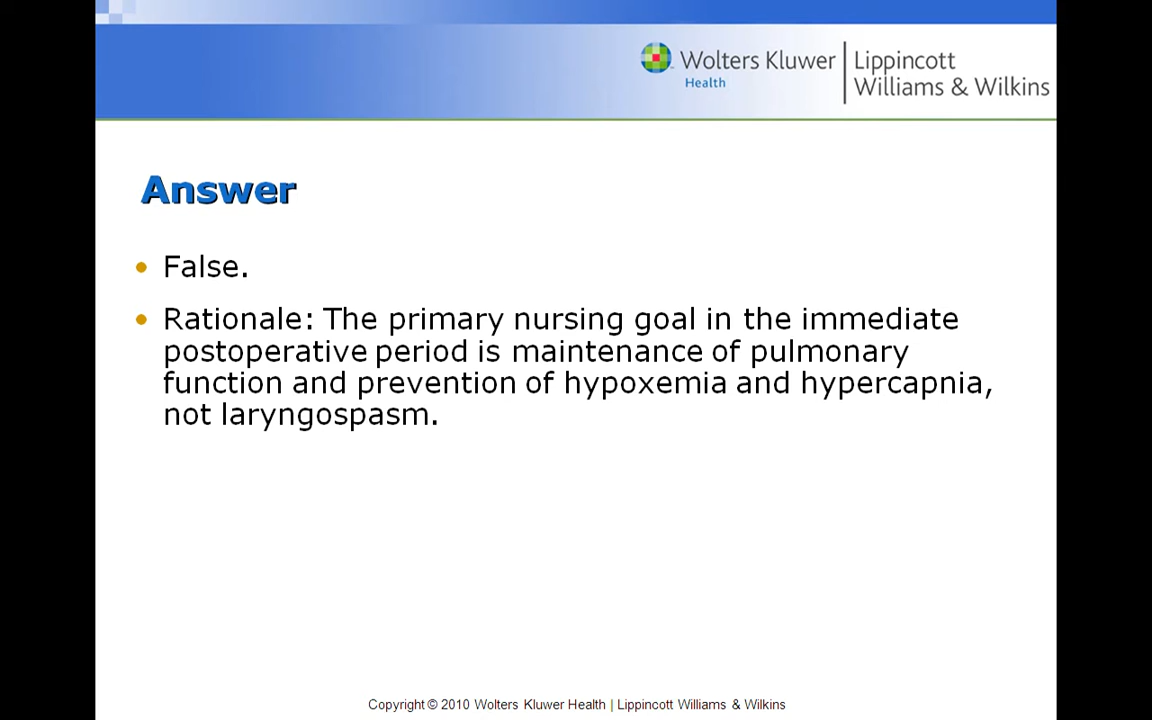 Wolters Kluwer
Health
Lippincott
Williams & Wilkins
Answer
• False.
• Rationale: The primary nursing goal in the immediate
postoperative period is maintenance of pulmonary
function and prevention of hypoxemia and hypercapnia,
not laryngospasm.
Copyright © 2010 Wolters Kluwer Health | Lippincott Williams & Wilkins